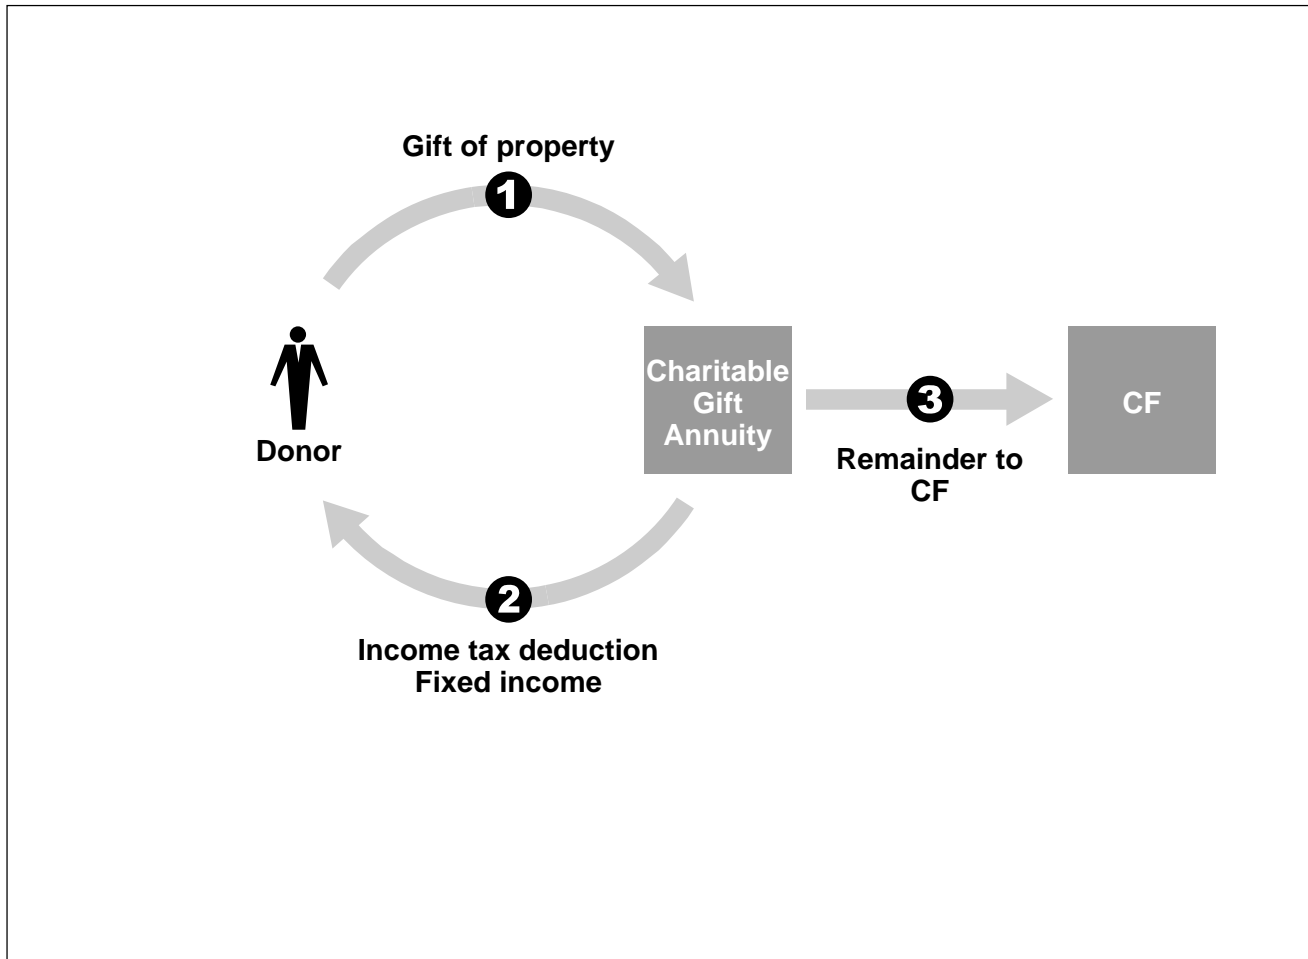 Gift of property
1
Donor
Charitable
Gift
Annuity
3
Remainder to
CF
CF
2
Income tax deduction
Fixed income